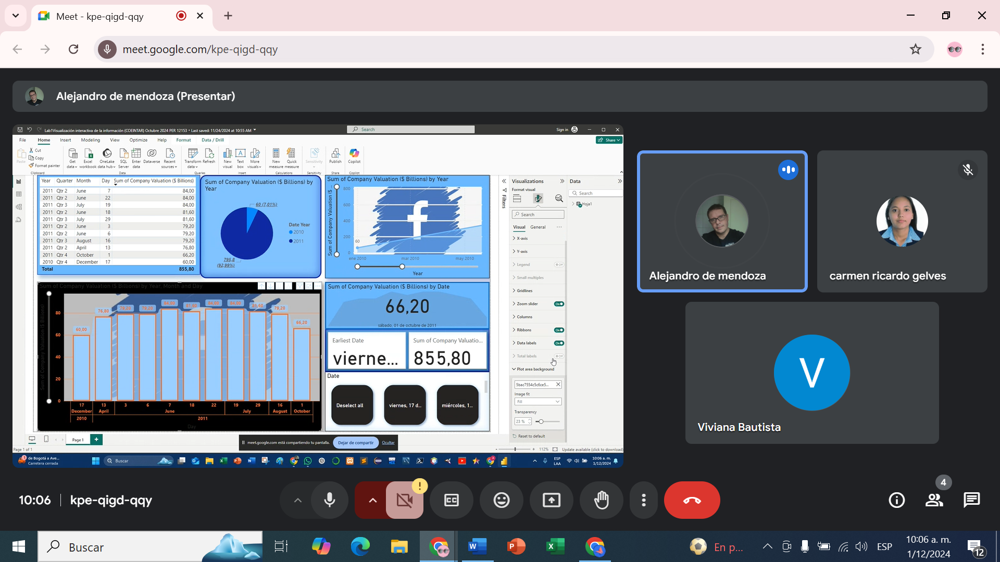 Meet - kpe-qigd-qqy
meet.google.com/kpe-qigd-qqy
Alejandro de mendoza (Presentar)
Lab1Visualización interactiva de la información (COEINTAR) Octubre 2024 PER 12153 • Last saved: 11/24/2024 at 10:55 AM
Search
Sign in
File Home Insert Modeling View Optimize Help Format Data / Drill
Share
Paste
Cut
Copy
Format painter
Get data
Excel workbook
OneLake data hub
SQL Server
Enter data
Dataverse
Recent sources
Transform data
Refresh
New visual
Text box
More visuals
New measure
Quick measure
Sensitivity
Publish
Copilot
Clipboard
Data
Queries
Insert
Calculations
Sensitivity
Share
Copilot
Year Quarter Month Day Sum of Company Valuation ($ Billions)
2011 Qtr 2 June 7 84,00
2011 Qtr 2 June 22 84,00
2011 Qtr 3 July 19 84,00
2011 Qtr 2 June 18 81,60
2011 Qtr 3 July 29 81,60
2011 Qtr 2 June 3 79,20
2011 Qtr 2 June 6 79,20
2011 Qtr 3 August 16 79,20
2011 Qtr 2 April 13 76,80
2011 Qtr 4 October 1 66,20
2010 Qtr 4 December 17 60,00
Total 855,80
Sum of Company Valuation ($ Billions) by
Year
60 (7,01%)
795,8
(92,99%)
Date Year
2010
2011
Sum of Company Valuation ($ Billions) by Year
Sum of Company Valuation ($
800
600
400
200
0
60
f
ene 2010 mar 2010 may 2010
Year
Sum of Company Valuation ($ Billions) by Year, Month and Day
Sum of Company Valuation ($ Billions)
80
60
40
20
0
60,00 76,80 79,20 79,20 84,00 81,60 84,00 84,00 81,60 79,20 66,20
17 13 3 6 7 18 22 19 29 16 1
December April June July August October
2010 2011
Day
Sum of Company Valuation ($ Billions) by Date
66,20
sábado, 01 de octubre de 2011
Earliest Date
vierne...
Sum of Company Valuatio...
855,80
Date
Deselect all
viernes, 17 d...
miércoles, 1...
Filters
Visualizations
Format visual
Search
Visual General
X-axis
Y-axis
Legend Off
Small multiples
Gridlines
Zoom slider On
Columns
Ribbons On
Data labels On
Total labels Off
Plot area background
5bac7554c5c6ce5...
Image fit
Fill
Transparency
23 %
Reset to default
Data
Search
Hoja1
Page 1
Page 1 of 1
meet.google.com está compartiendo tu pantalla.
Dejar de compartir
Ocultar
112%
Update available (click to download)
de Bogotá a Ave...
Carretera cerrada
Buscar
ESP
LAA
10:06 a. m.
1/12/2024
Alejandro de mendoza
carmen ricardo gelves
V
Viviana Bautista
10:06 | kpe-qigd-qqy
!
CC
4
Buscar
En p...
ESP
10:06 a. m.
1/12/2024
12